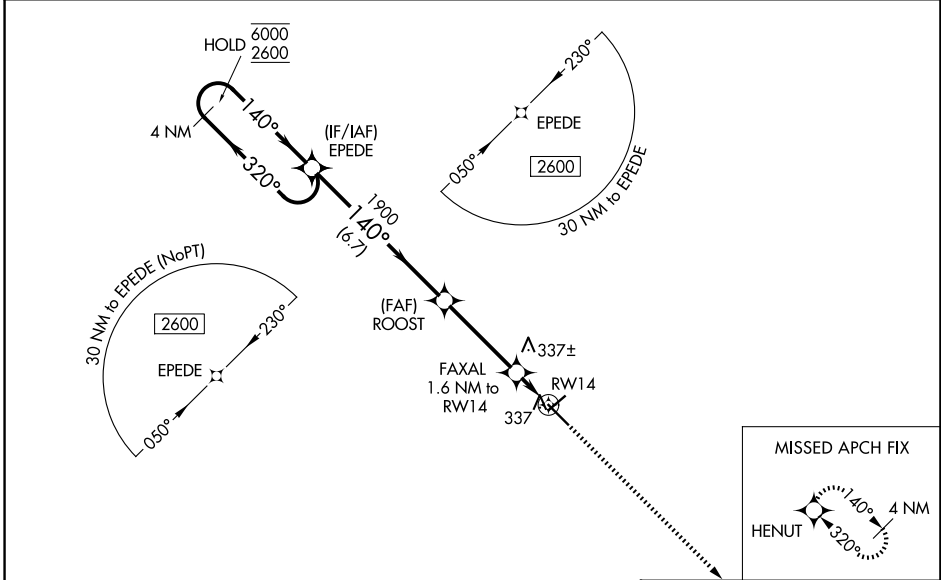 HOLD 6000
2600
4 NM
140°
320°
(IF/IAF)
EPEDE
1900
140°
(6.7)
230°
EPEDE
050°
2600
30 NM to EPEDE
30 NM to EPEDE (NoPT)
2600
230°
EPEDE
050°
(FAF)
ROOST
337±
FAXAL
1.6 NM to
RW14
RW14
337
MISSED APCH FIX
140°
4 NM
HENUT
320°